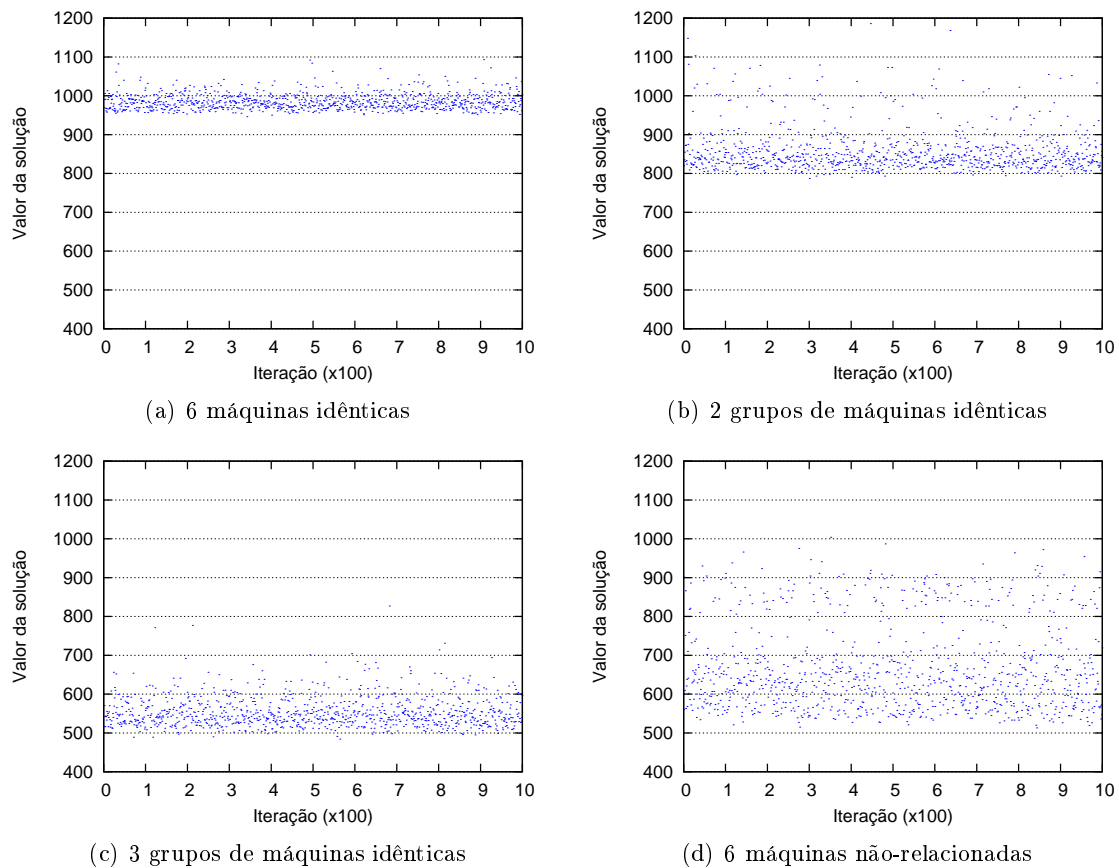 1200
1100
1000
900
800
700
600
500
400
Valor da solução
0 1 2 3 4 5 6 7 8 9 10
Iteração (x100)
(a) 6 máquinas idênticas
1200
1100
1000
900
800
700
600
500
400
Valor da solução
0 1 2 3 4 5 6 7 8 9 10
Iteração (x100)
(b) 2 grupos de máquinas idênticas
1200
1100
1000
900
800
700
600
500
400
Valor da solução
0 1 2 3 4 5 6 7 8 9 10
Iteração (x100)
(c) 3 grupos de máquinas idênticas
1200
1100
1000
900
800
700
600
500
400
Valor da solução
0 1 2 3 4 5 6 7 8 9 10
Iteração (x100)
(d) 6 máquinas não-relacionadas